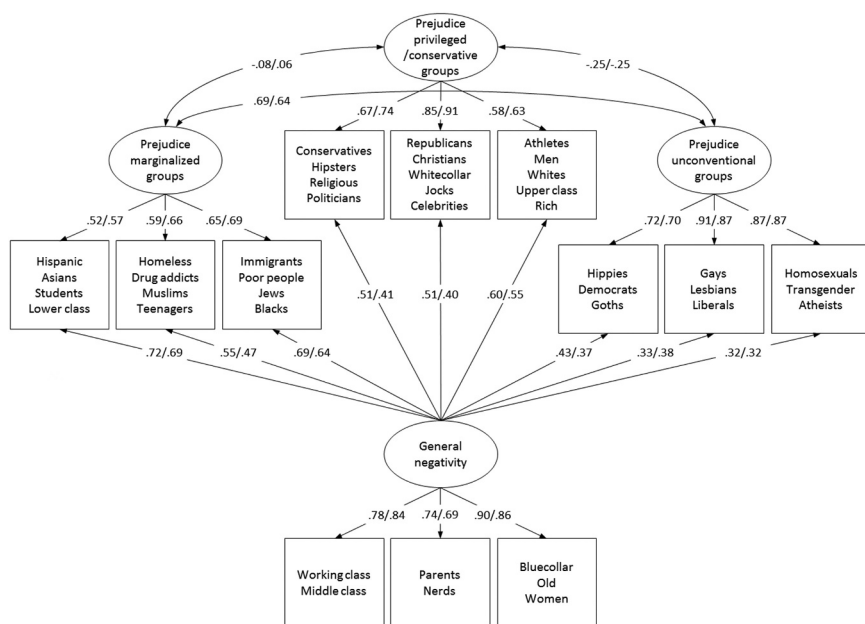 Prejudice
privileged
/conservative
groups
-.08/.06
-.25/-.25
.69/.64
.67/.74
.85/.91
.58/.63
Prejudice
marginalized
groups
Conservatives
Hipsters
Religious
Politicians
Republicans
Christians
Whitecollar
Jocks
Celebrities
Athletes
Men
Whites
Upper class
Rich
Prejudice
unconventional
groups
.52/.57
.59/.66
.65/.69
.72/.70
.91/.87
.87/.87
Hispanic
Asians
Students
Lower class
Homeless
Drug addicts
Muslims
Teenagers
Immigrants
Poor people
Jews
Blacks
Hippies
Democrats
Goths
Gays
Lesbians
Liberals
Homosexuals
Transgender
Atheists
.51/.41
.51/.40
.60/.55
.72/.69
.55/.47
.69/.64
.43/.37
.33/.38
.32/.32
General
negativity
.78/.84
.74/.69
.90/.86
Working class
Middle class
Parents
Nerds
Bluecollar
Old
Women